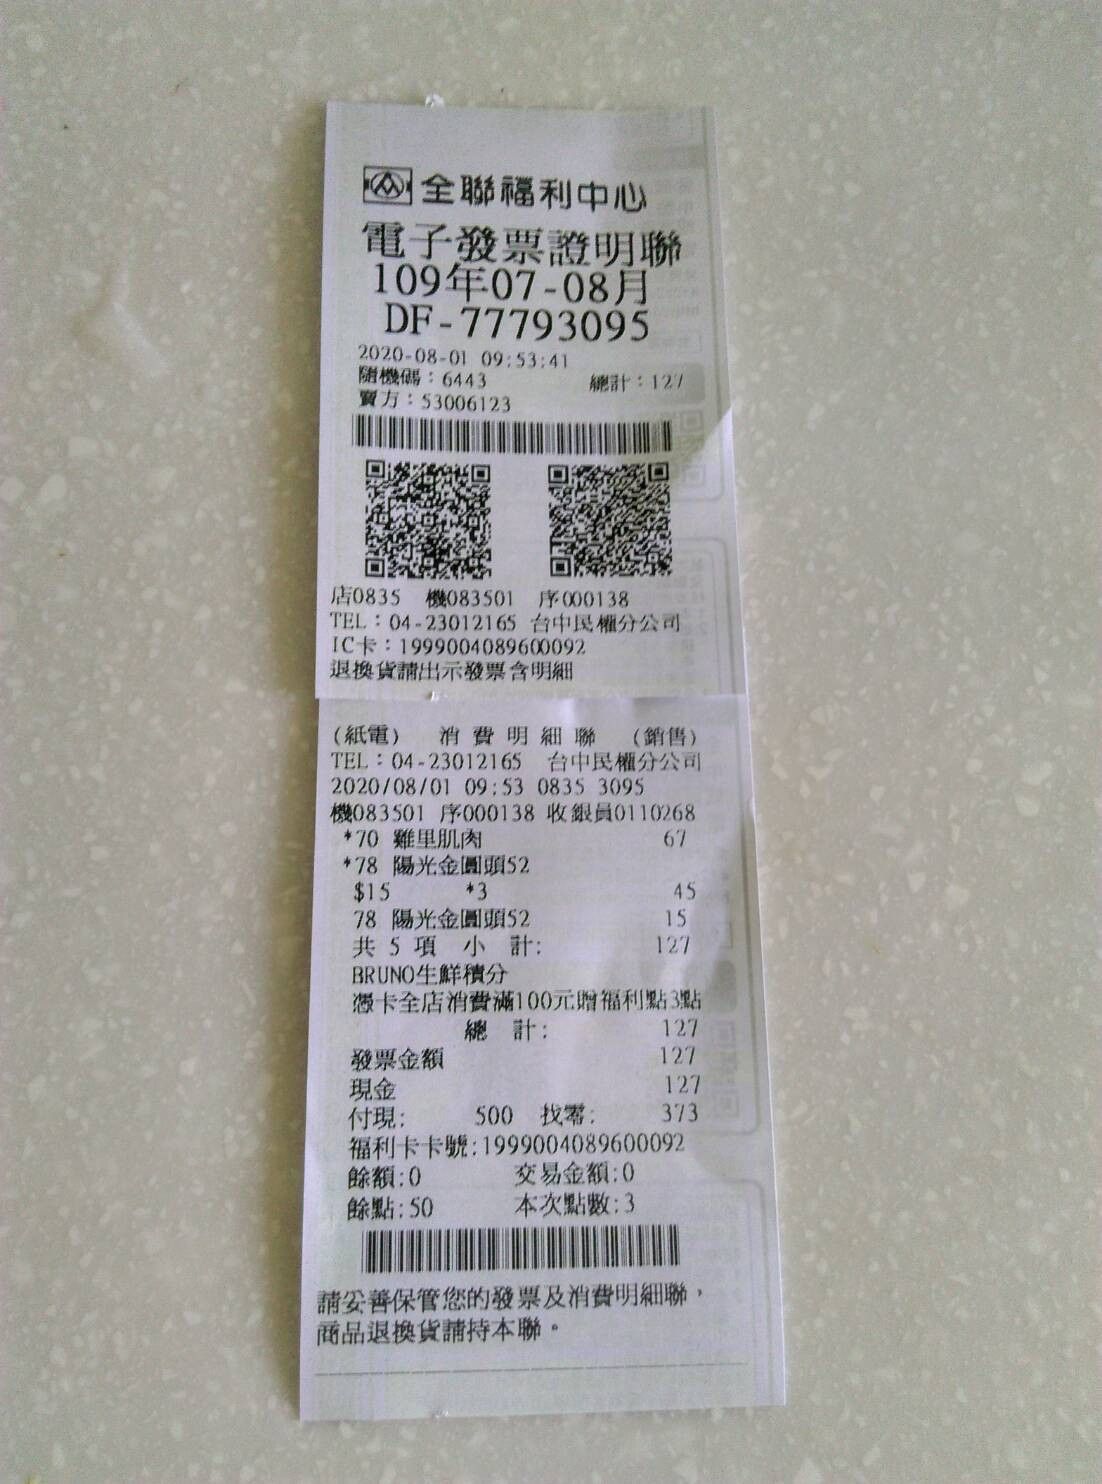 全聯福利中心
電子發票證明聯
109年07-08月
DF-77793095
2020-08-01 09:53:41
隨機碼:6443 總計:127
賣方:53006123
店0835 機083501 序000138
TEL:04-23012165 台中民權分公司
IC卡:1999004089600092
退換貨請出示發票含明細
(紙電) 消費明細聯 (銷售)
TEL:04-23012165 台中民權分公司
2020/08/01 09:53 0835 3095
機083501 序000138 收銀員0110268
*70 雞里肌肉 67
*78 陽光金圓頭52
$15 *3 45
78 陽光金圓頭52 15
共 5 項 小 計: 127
BRUNO生鮮積分
憑卡全店消費滿100元贈福利點3點
總 計: 127
發票金額 127
現金 127
付現: 500 找零: 373
福利卡卡號:1999004089600092
餘額:0 交易金額:0
餘點:50 本次點數:3
請妥善保管您的發票及消費明細聯,
商品退換貨請持本聯。